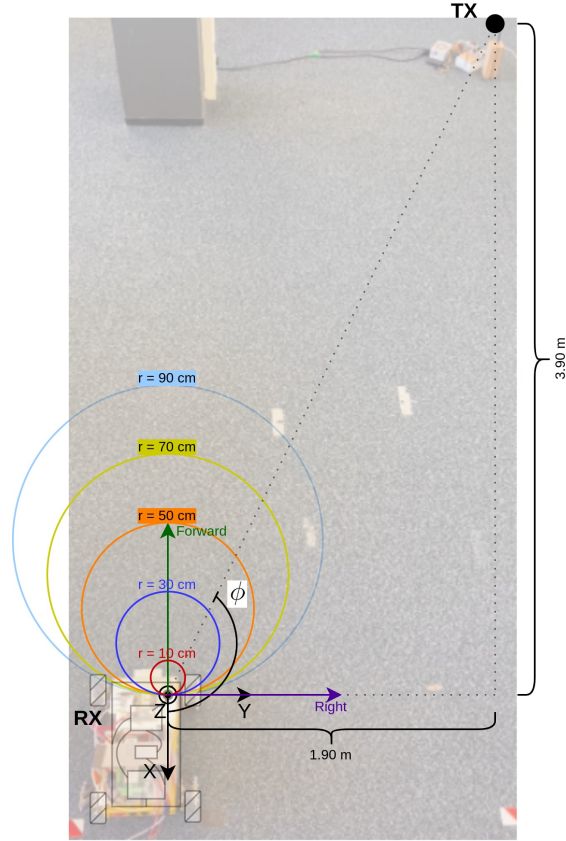 TX
r = 90 cm
3.90 m
r = 70 cm
r = 50 cm
Forward
r = 30 cm
ϕ
r = 10 cm
Z
Y
Right
RX
1.90 m
X